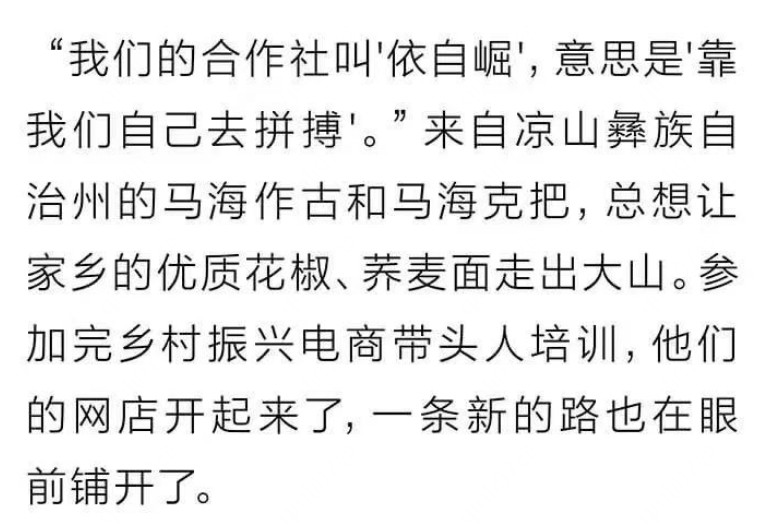 “我们的合作社叫'依自崛'，意思是'靠
我们自己去拼搏'。”来自凉山彝族自
治州的马海作古和马海克把，总想让
家乡的优质花椒、荞麦面走出大山。参
加完乡村振兴电商带头人培训，他们
的网店开起来了，一条新的路也在眼
前铺开了。